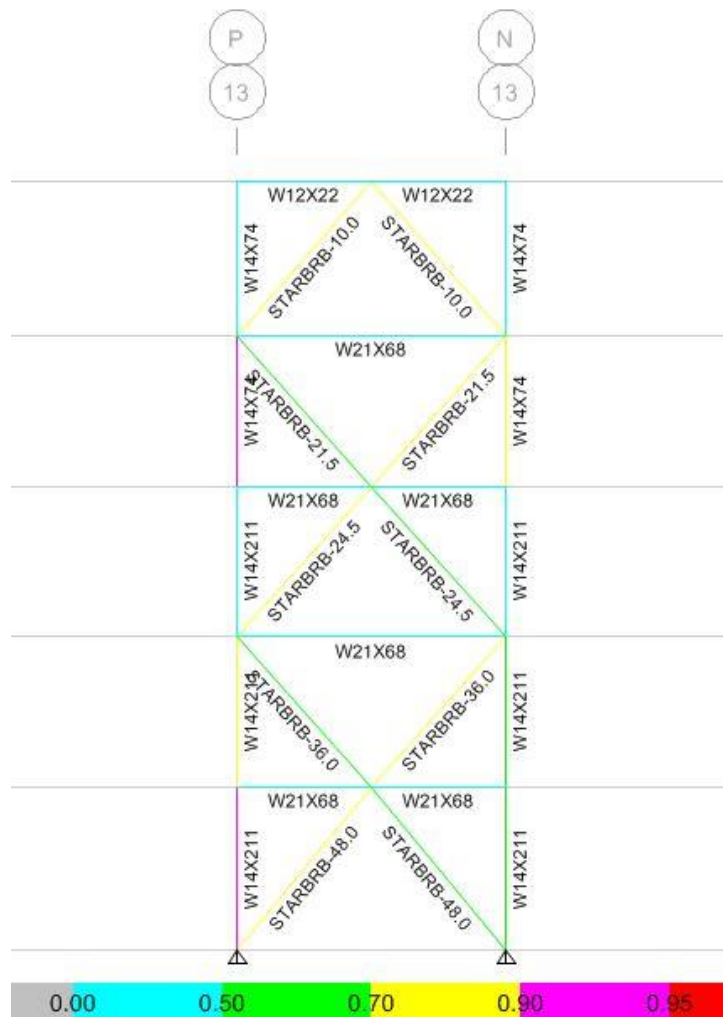 P N
13 13
W12X22 W12X22
W14X74 STARBRB-10.0 STARBRB-10.0 W14X74
W21X68
W14X74 STARBRB-21.5 STARBRB-21.5 W14X74
W21X68 W21X68
W14X211 STARBRB-24.5 STARBRB-24.5 W14X211
W21X68
W14X211 STARBRB-36.0 STARBRB-36.0 W14X211
W21X68 W21X68
W14X211 STARBRB-48.0 STARBRB-48.0 W14X211
0.00 0.50 0.70 0.90 0.95